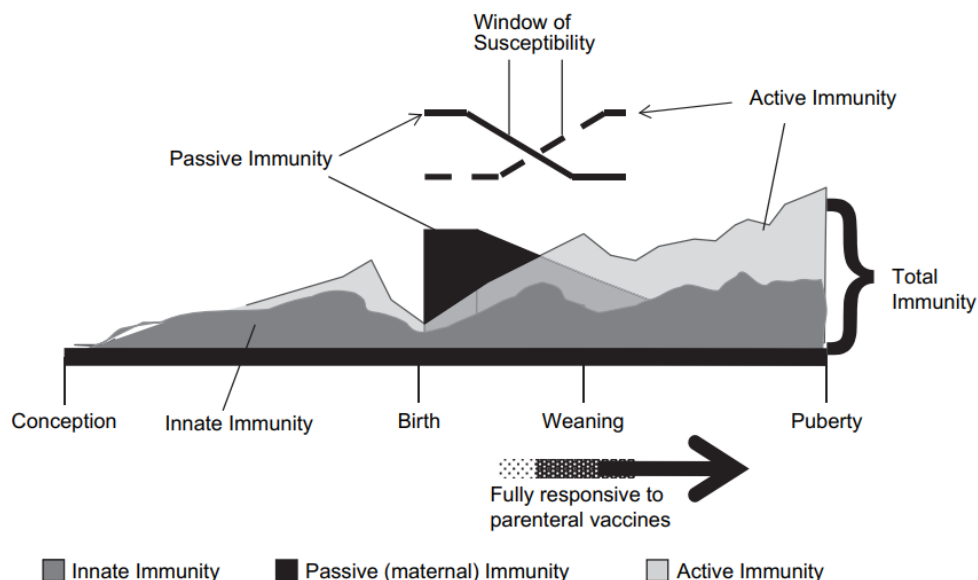 Window of
Susceptibility
Active Immunity
Passive Immunity
Total
Immunity
Conception
Innate Immunity
Birth
Weaning
Puberty
Fully responsive to
parenteral vaccines
Innate Immunity
Passive (maternal) Immunity
Active Immunity